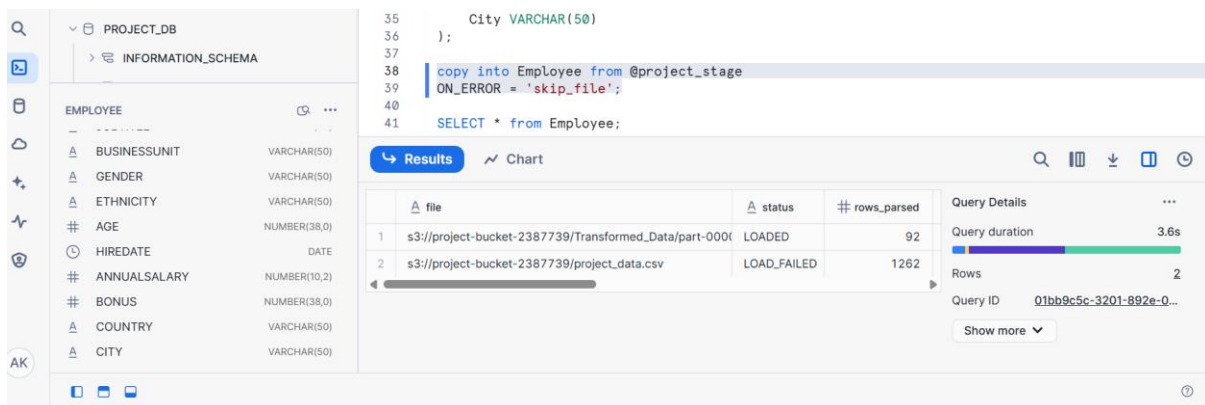 PROJECT_DB
INFORMATION_SCHEMA
EMPLOYEE
BUSINESSUNIT VARCHAR(50)
GENDER VARCHAR(50)
ETHNICITY VARCHAR(50)
AGE NUMBER(38,0)
HIREDATE DATE
ANNUALSALARY NUMBER(10,2)
BONUS NUMBER(38,0)
COUNTRY VARCHAR(50)
CITY VARCHAR(50)
AK
35 City VARCHAR(50)
36 );
37
38 copy into Employee from @project_stage
39 ON_ERROR = 'skip_file';
40
41 SELECT * from Employee;
Results Chart
A file A status # rows_parsed
1 s3://project-bucket-2387739/Transformed_Data/part-000 LOADED 92
2 s3://project-bucket-2387739/project_data.csv LOAD_FAILED 1262
Query Details
Query duration 3.6s
Rows 2
Query ID 01bb9c5c-3201-892e-0...
Show more